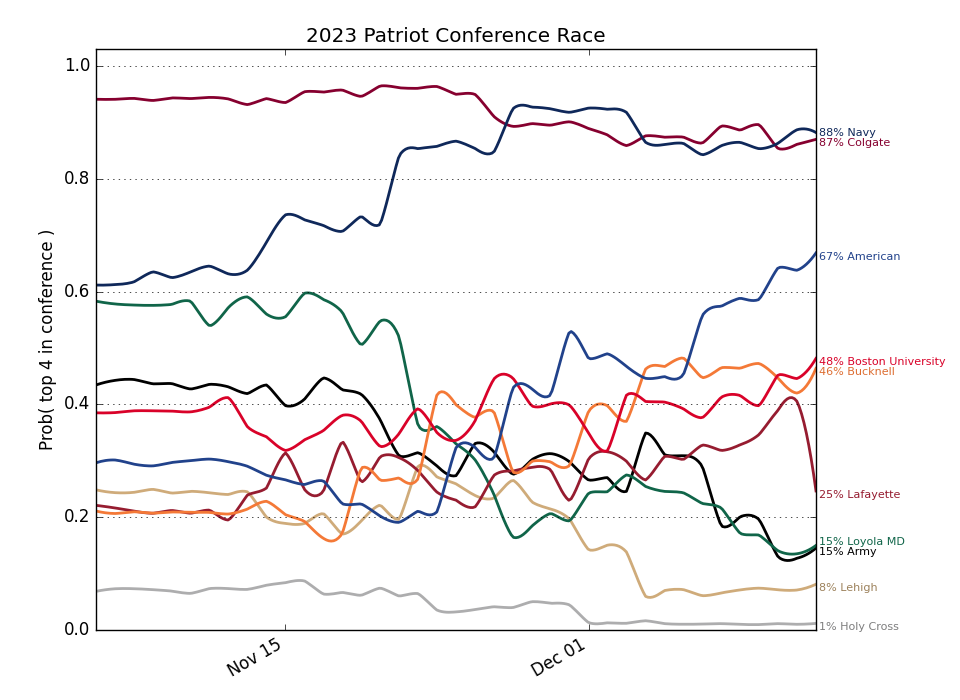 2023 Patriot Conference Race
Prob( top 4 in conference )
1.0
0.8
0.6
0.4
0.2
0.0
Nov 15
Dec 01
88% Navy
87% Colgate
67% American
48% Boston University
46% Bucknell
25% Lafayette
15% Loyola MD
15% Army
8% Lehigh
1% Holy Cross